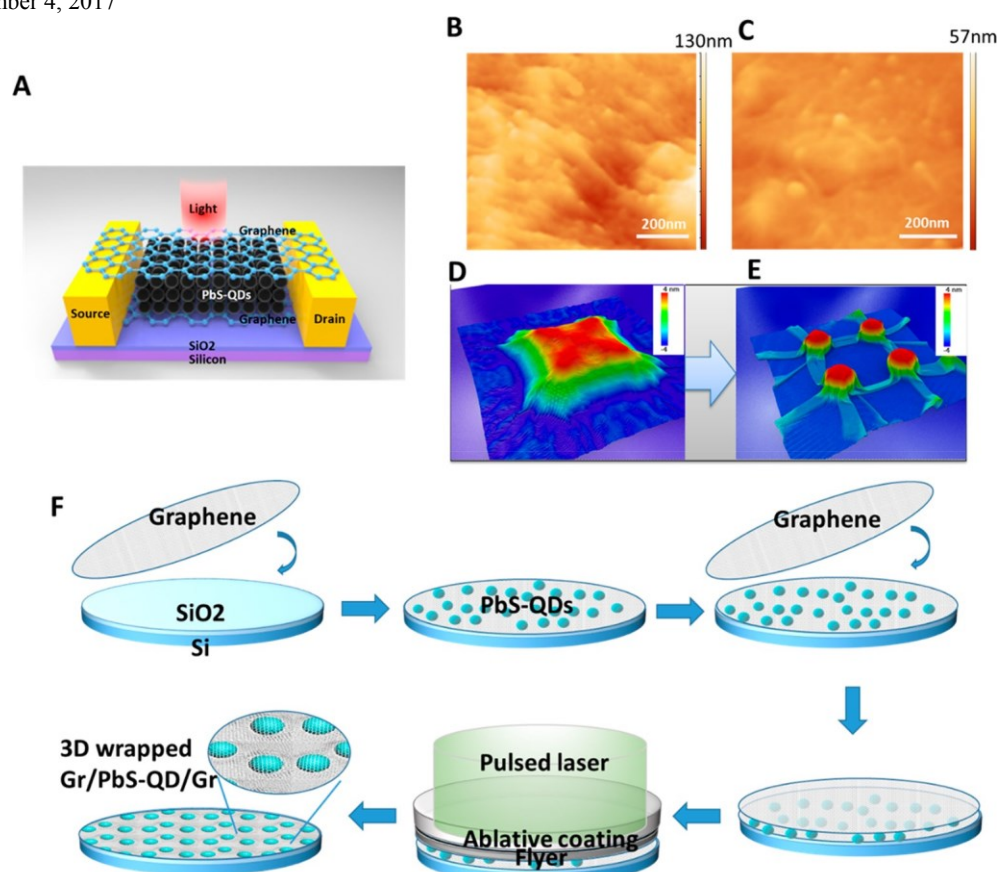 B
C
130nm
57nm
A
Light
Graphene
PbS-QDs
Source
Graphene
Drain
SiO2
Silicon
200nm
200nm
D
E
4 nm
-4
4 nm
-4
F
Graphene
Graphene
SiO2
PbS-QDs
Si
3D wrapped
Gr/PbS-QD/Gr
Pulsed laser
Ablative coating
Flyer
4, 2017